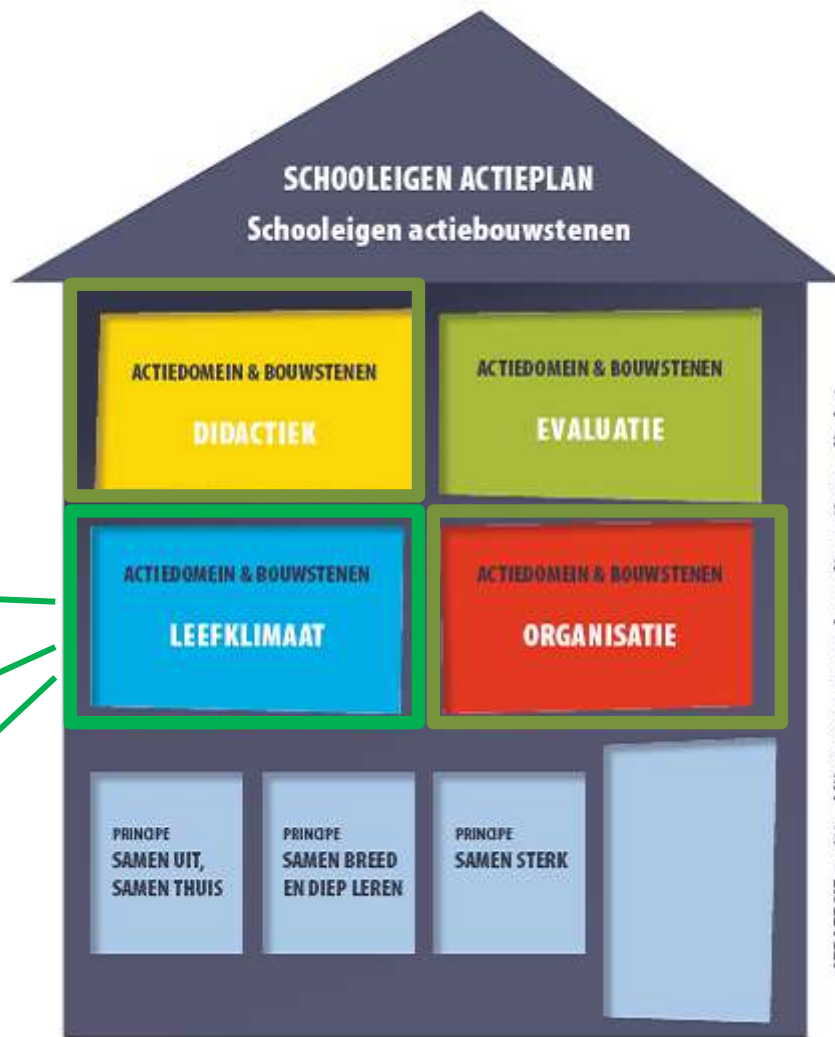 SCHOOLEIGEN ACTIEPLAN
Schooleigen actiebouwstenen
ACTIEDOMEIN & BOUWSTENEN
DIDACTIEK
ACTIEDOMEIN & BOUWSTENEN
EVALUATIE
ACTIEDOMEIN & BOUWSTENEN
LEEFKLIMAAT
ACTIEDOMEIN & BOUWSTENEN
ORGANISATIE
PRINCIPE
SAMEN UIT,
SAMEN THUIS
PRINCIPE
SAMEN BREED
EN DIEP LEREN
PRINCIPE
SAMEN STERK